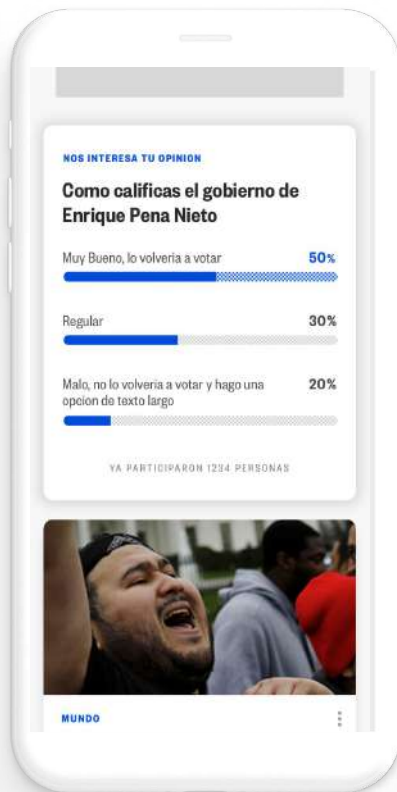 NOS INTERESA TU OPINION
Como calificas el gobierno de
Enrique Pena Nieto
Muy Bueno, lo volveria a votar 50%
Regular 30%
Malo, no lo volveria a votar y hago una 20%
opcion de texto largo
YA PARTICIPARON 1234 PERSONAS
MUNDO